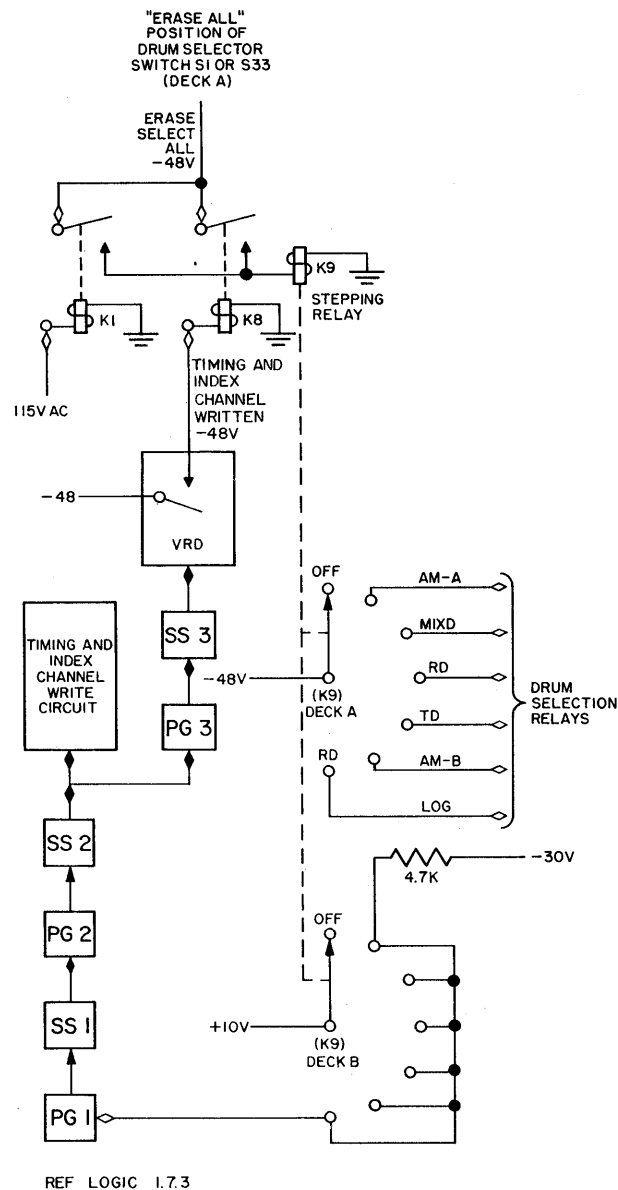 "ERASE ALL"
POSITION OF
DRUM SELECTOR
SWITCH S1 OR S33
(DECK A)
ERASE
SELECT
ALL
-48V
K9
STEPPING
RELAY
K1
K8
115V AC
TIMING AND
INDEX
CHANNEL
WRITTEN
-48V
-48
VRD
OFF
AM-A
TIMING AND
INDEX
CHANNEL
WRITE
CIRCUIT
SS 3
MIXD
-48V
RD
(K9)
DECK A
DRUM
SELECTION
RELAYS
PG 3
TD
RD
AM-B
LOG
SS 2
4.7K
-30V
PG 2
OFF
SS 1
+10V
(K9)
DECK B
PG 1
REF LOGIC 1.7.3